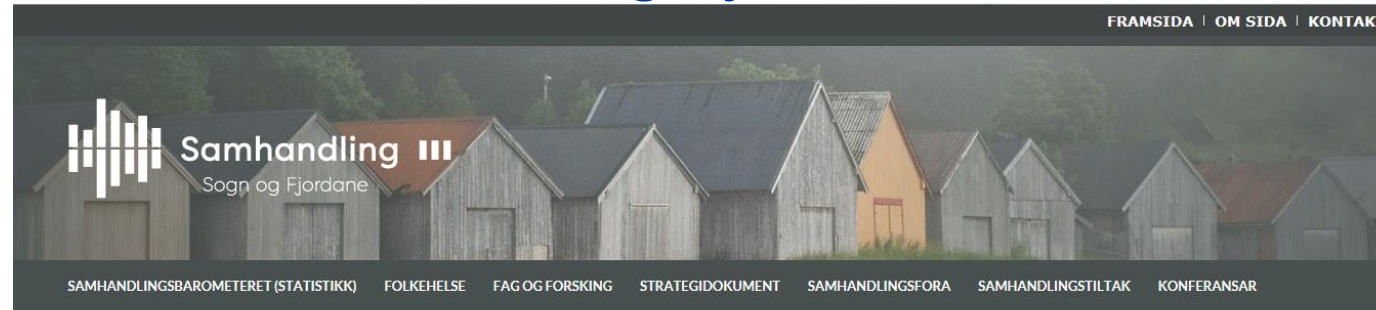 FRAMSIDA | OM SIDA | KONTAK
Samhandling
Sogn og Fjordane
SAMHANDLINGSBAROMETERET (STATISTIKK) FOLKEHELSE FAG OG FORSKING STRATEGIDOKUMENT SAMHANDLINGSFORA SAMHANDLINGSTILTAK KONFERANSAR